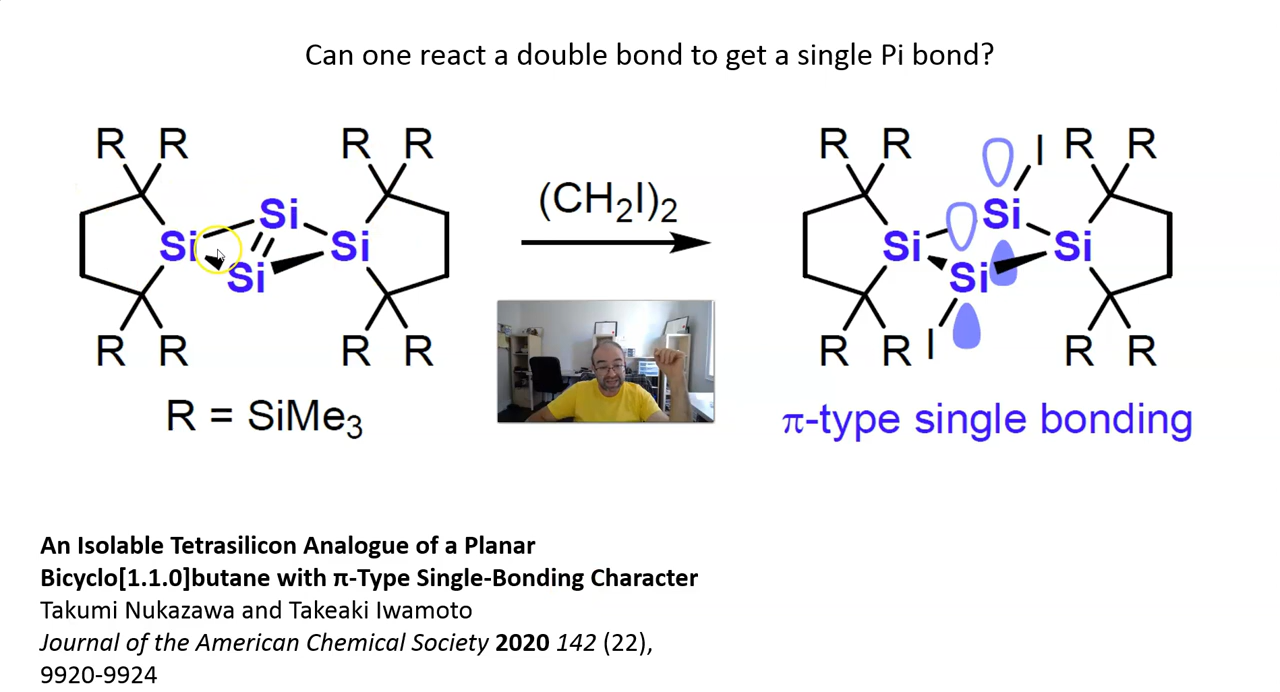 Can one react a double bond to get a single Pi bond?
R R R R
Si Si Si
Si
R R R R
R = SiMe3
(CH2I)2
R R I R R
Si Si Si
Si
R R I R R
π-type single bonding
An Isolable Tetrasilicon Analogue of a Planar
Bicyclo[1.1.0]butane with π-Type Single-Bonding Character
Takumi Nukazawa and Takeaki Iwamoto
Journal of the American Chemical Society 2020 142 (22),
9920-9924